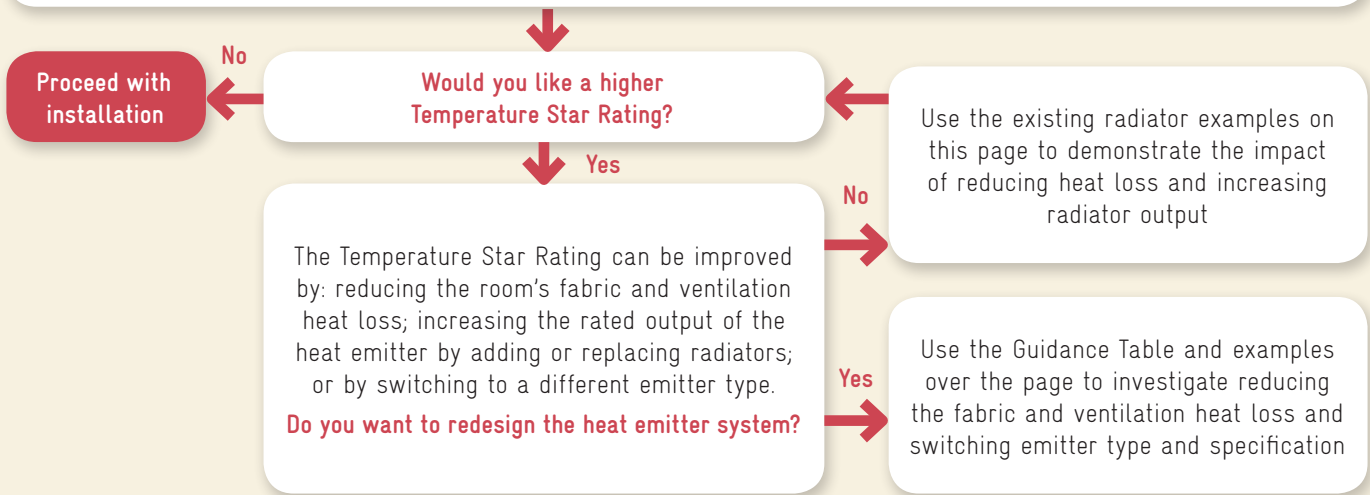 No
Proceed with
installation
Would you like a higher
Temperature Star Rating?
Use the existing radiator examples on
this page to demonstrate the impact
of reducing heat loss and increasing
radiator output
Yes
No
The Temperature Star Rating can be improved
by: reducing the room's fabric and ventilation
heat loss; increasing the rated output of the
heat emitter by adding or replacing radiators;
or by switching to a different emitter type.
Do you want to redesign the heat emitter system?
Yes
Use the Guidance Table and examples
over the page to investigate reducing
the fabric and ventilation heat loss and
switching emitter type and specification